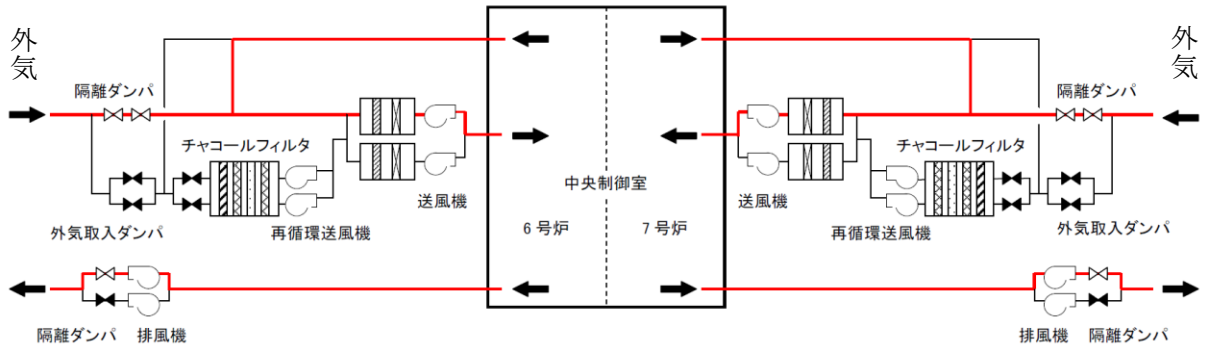 外気
外気
隔離ダンパ
隔離ダンパ
チャコールフィルタ
チャコールフィルタ
中央制御室
送風機
送風機
6号炉
7号炉
外気取入ダンパ
再循環送風機
再循環送風機
外気取入ダンパ
隔離ダンパ
排風機
排風機
隔離ダンパ